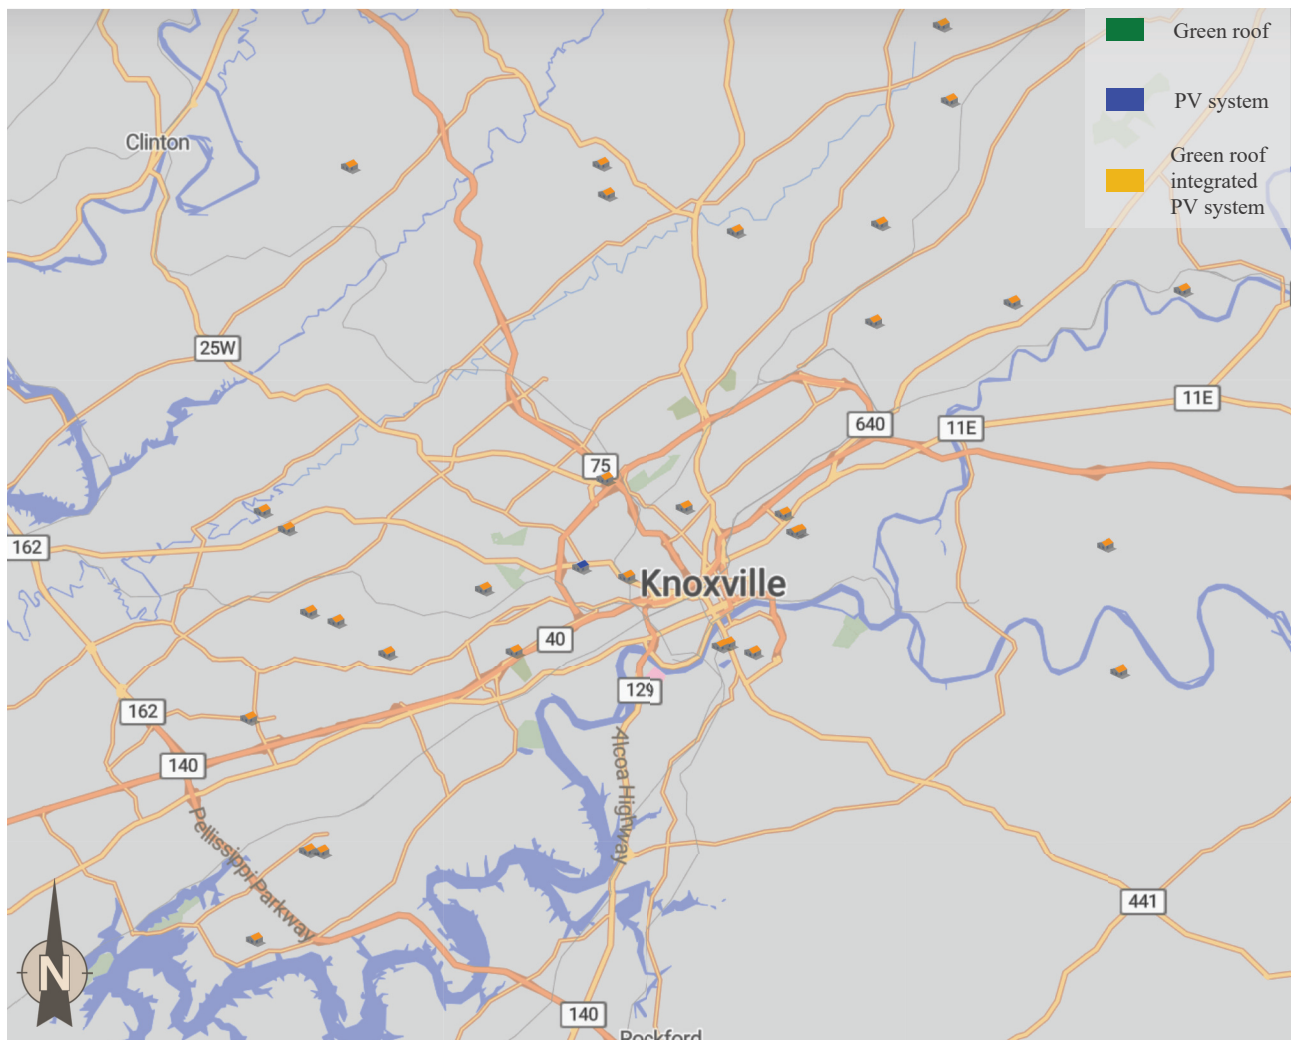 Green roof
PV system
Green roof
integrated
PV system
Clinton
25W
11E
640
11E
75
162
Knoxville
40
129
162
140
Alcoa Highway
Pellissippi Parkway
441
N
140
Rockford